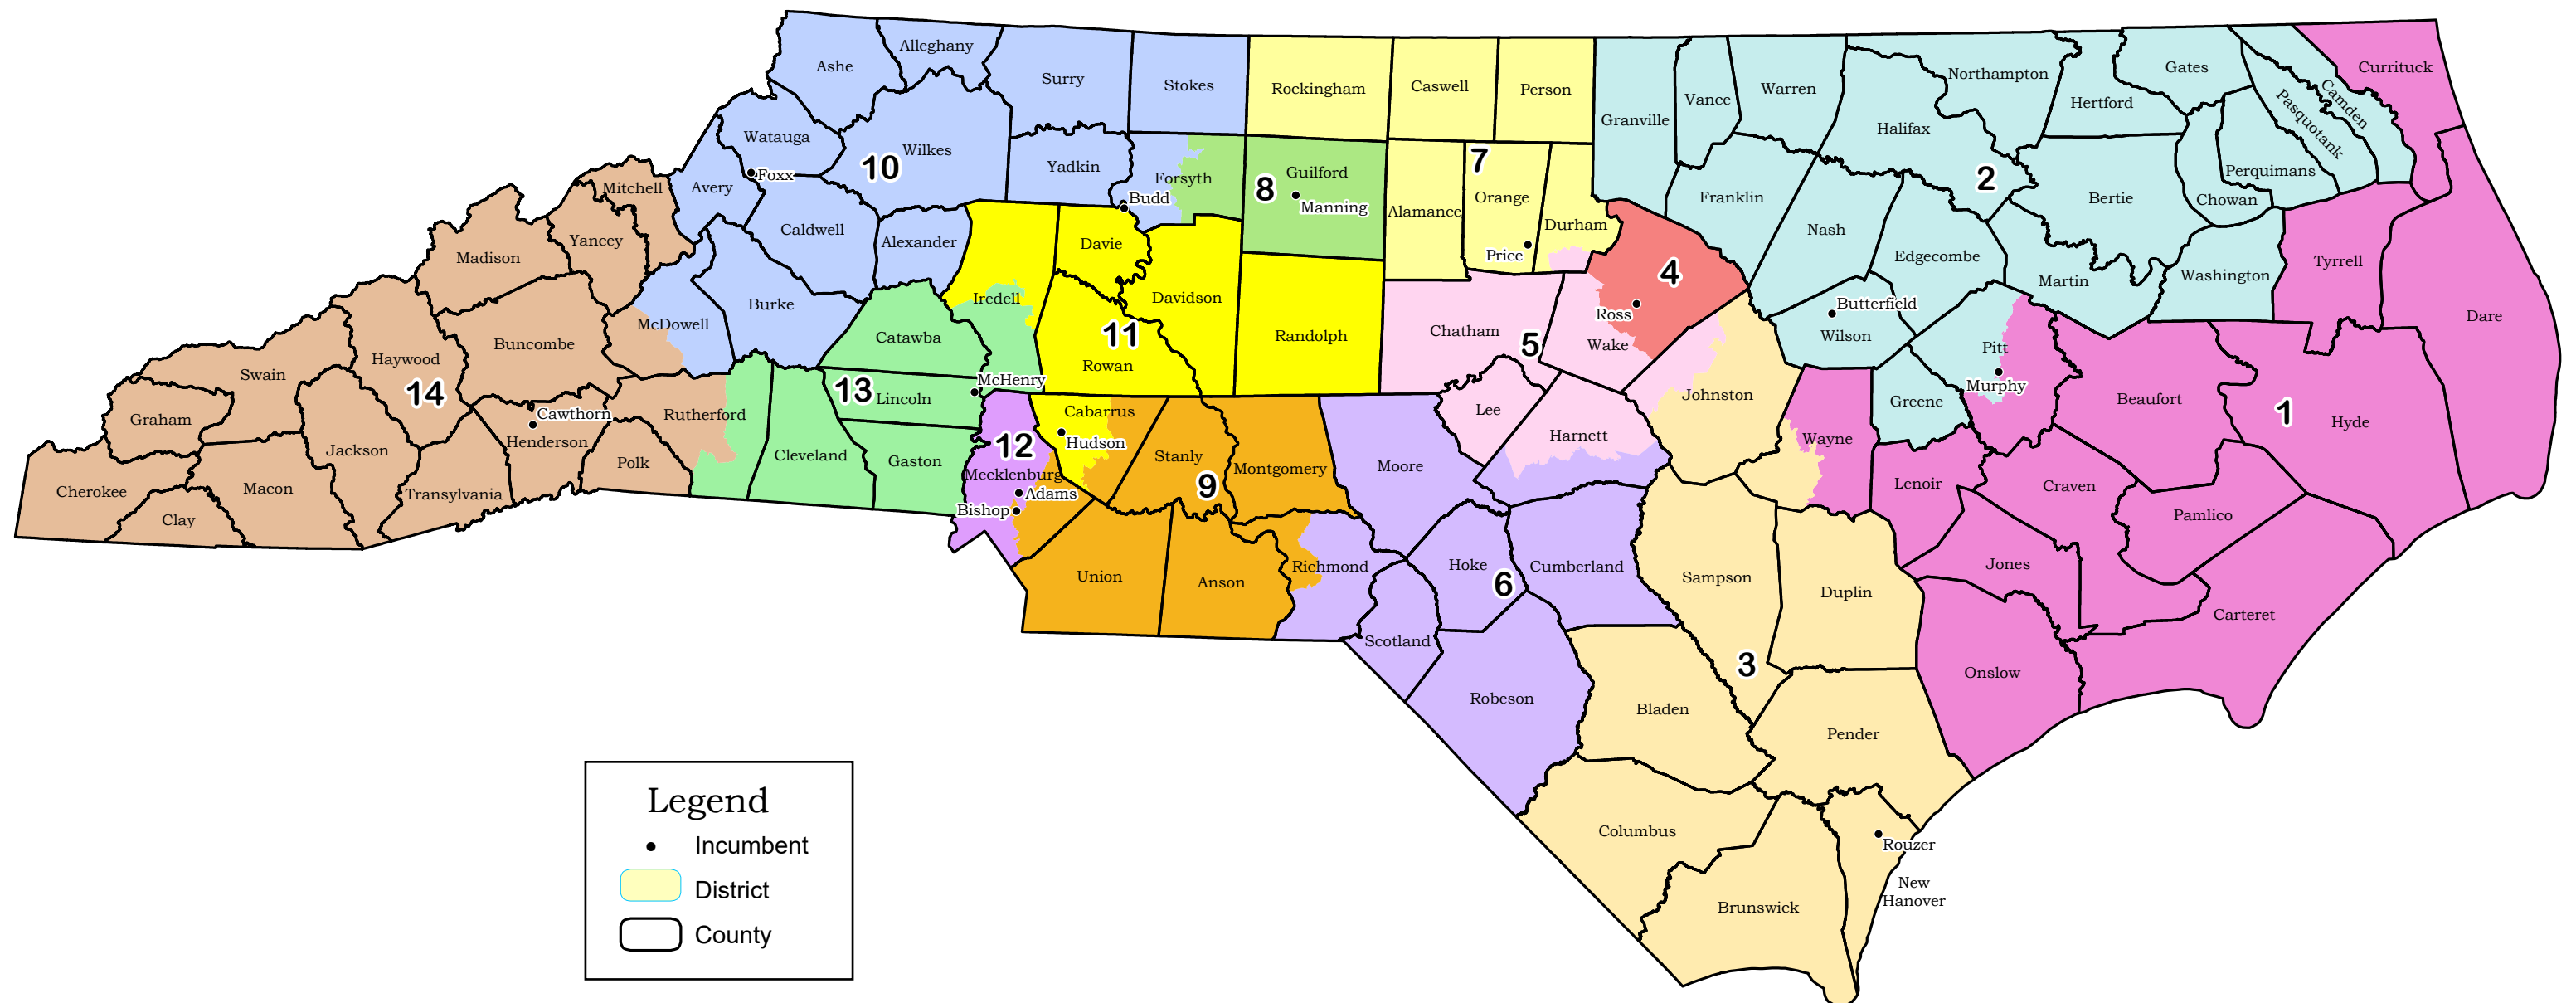 Ashe
Alleghany
Surry
Stokes
Rockingham
Caswell
Person
Granville
Vance
Warren
Northampton
Halifax
Hertford
Gates
Camden
Pasquotank
Currituck
Watauga
Wilkes
10
Yadkin
Forsyth
8
Guilford
Manning
7
Alamance
Orange
Durham
Price
Franklin
2
Bertie
Perquimans
Chowan
Mitchell
Avery
Foxx
Budd
Caldwell
Alexander
Davie
Nash
Edgecombe
Martin
Washington
Tyrrell
Dare
Madison
Yancey
Burke
McDowell
Iredell
Davidson
Randolph
Chatham
5
4
Ross
Wake
Butterfield
Wilson
Pitt
Murphy
Swain
Haywood
14
Buncombe
Catawba
11
Rowan
McHenry
13
Lincoln
Lee
Johnston
Greene
Beaufort
1
Hyde
Graham
Jackson
Cawthorn
Henderson
Rutherford
Cabarrus
Hudson
Harnett
Wayne
Cherokee
Macon
Clay
Transylvania
Polk
Cleveland
Gaston
12
Mecklenburg
Adams
Bishop
Stanly
9
Montgomery
Moore
Lenoir
Craven
Pamlico
Union
Anson
Richmond
Hoke
6
Cumberland
Sampson
Duplin
Jones
Carteret
Scotland
3
Onslow
Robeson
Bladen
Pender
Columbus
Rouzer
New
Hanover
Brunswick
Legend
Incumbent
District
County